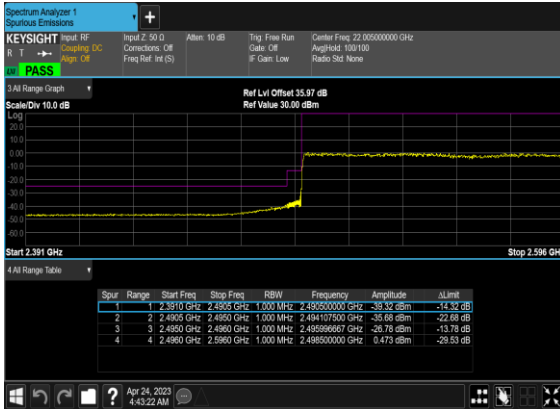 Spectrum Analyzer 1
Spurious Emissions
+
KEYSIGHT Input: RF Input Z: 50 Ω Atten: 10 dB Trig: Free Run Center Freq: 22.005000000 GHz
R T Coupling: DC Corrections: Off Gate: Off Avg|Hold: 100/100
Align: Off Freq Ref: Int (S) IF Gain: Low Radio Std: None
PASS
3 All Range Graph
Ref Lvl Offset 35.97 dB
Scale/Div 10.0 dB Ref Value 30.00 dBm
Log
20.0
10.0
0.00
-10.0
-20.0
-30.0
-40.0
-50.0
-60.0
Start 2.391 GHz Stop 2.596 GH
4 All Range Table
Spur Range Start Freq Stop Freq RBW Frequency Amplitude ΔLimit
1 1 2.3910 GHz 2.4905 GHz 1.000 MHz 2.490500000 GHz -39.32 dBm -14.32 dB
2 2 2.4905 GHz 2.4950 GHz 1.000 MHz 2.494107500 GHz -35.68 dBm -22.68 dB
3 3 2.4950 GHz 2.4960 GHz 1.000 MHz 2.495996667 GHz -26.78 dBm -13.78 dB
4 4 2.4960 GHz 2.5960 GHz 1.000 MHz 2.498500000 GHz 0.473 dBm -29.53 dB
? Apr 24, 2023
4:43:22 AM